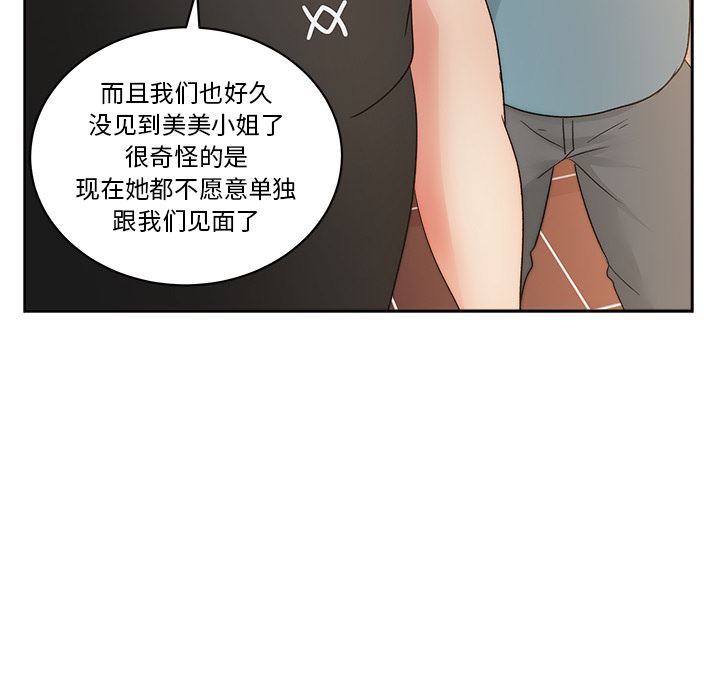 而且我们也好久
没见到美美小姐了
很奇怪的是
现在她都不愿意单独
跟我们见面了